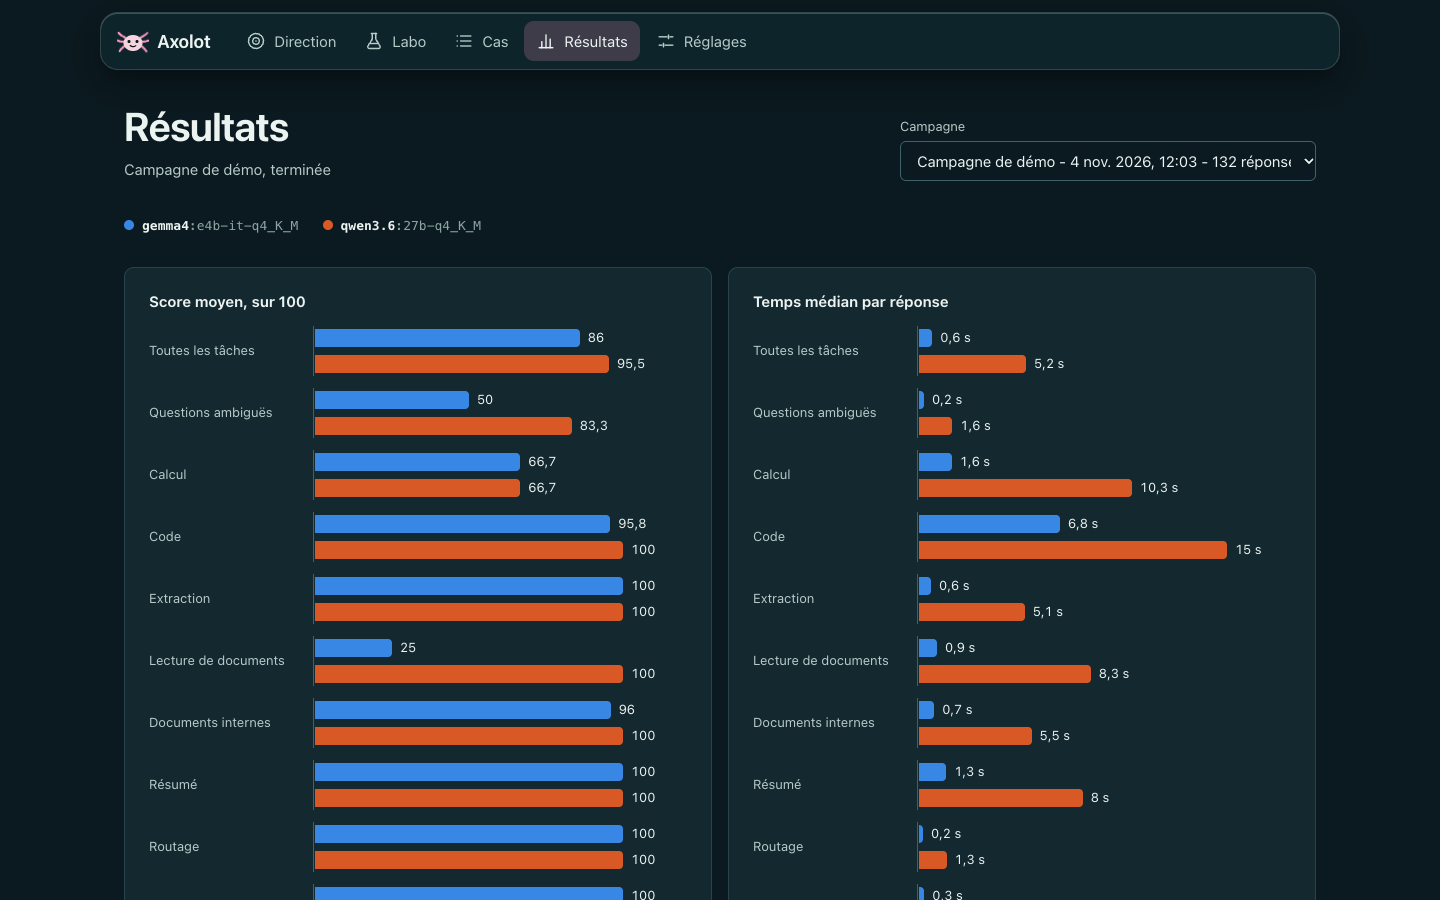 Axolot
Direction
Labo
Cas
Résultats
Réglages
Résultats
Campagne de démo, terminée
Campagne
Campagne de démo - 4 nov. 2026, 12:03 - 132 réponse
gemma4:e4b-it-q4_K_M
qwen3.6:27b-q4_K_M
Score moyen, sur 100
Toutes les tâches
86
95,5
Questions ambiguës
50
83,3
Calcul
66,7
66,7
Code
95,8
100
Extraction
100
100
Lecture de documents
25
100
Documents internes
96
100
Résumé
100
100
Routage
100
100
100
Temps médian par réponse
Toutes les tâches
0,6 s
5,2 s
Questions ambiguës
0,2 s
1,6 s
Calcul
1,6 s
10,3 s
Code
6,8 s
15 s
Extraction
0,6 s
5,1 s
Lecture de documents
0,9 s
8,3 s
Documents internes
0,7 s
5,5 s
Résumé
1,3 s
8 s
Routage
0,2 s
1,3 s
0,3 s